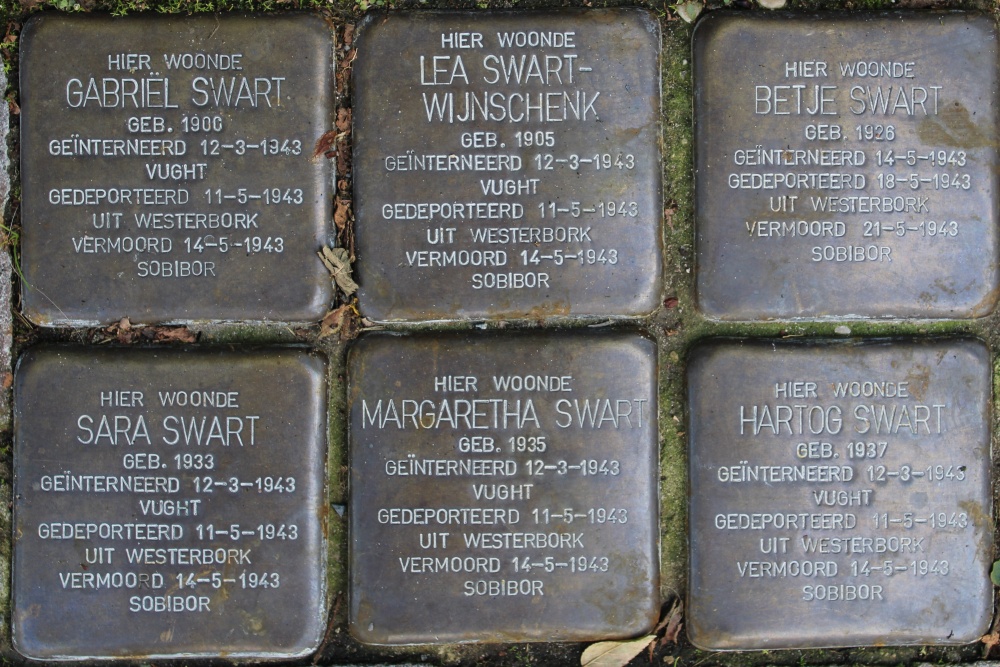 HIER WOONDE
GABRIËL SWART
GEB. 1900
GEÏNTERNEERD 12-3-1943
VUGHT
GEDEPORTEERD 11-5-1943
UIT WESTERBORK
VERMOORD 14-5-1943
SOBIBOR
HIER WOONDE
LEA SWART-
WIJNSCHENK
GEB. 1905
GEÏNTERNEERD 12-3-1943
VUGHT
GEDEPORTEERD 11-5-1943
UIT WESTERBORK
VERMOORD 14-5-1943
SOBIBOR
HIER WOONDE
BETJE SWART
GEB. 1926
GEÏNTERNEERD 14-5-1943
GEDEPORTEERD 18-5-1943
UIT WESTERBORK
VERMOORD 21-5-1943
SOBIBOR
HIER WOONDE
SARA SWART
GEB. 1933
GEÏNTERNEERD 12-3-1943
VUGHT
GEDEPORTEERD 11-5-1943
UIT WESTERBORK
VERMOORD 14-5-1943
SOBIBOR
HIER WOONDE
MARGARETHA SWART
GEB. 1935
GEÏNTERNEERD 12-3-1943
VUGHT
GEDEPORTEERD 11-5-1943
UIT WESTERBORK
VERMOORD 14-5-1943
SOBIBOR
HIER WOONDE
HARTOG SWART
GEB. 1937
GEÏNTERNEERD 12-3-1943
VUGHT
GEDEPORTEERD 11-5-1943
UIT WESTERBORK
VERMOORD 14-5-1943
SOBIBOR